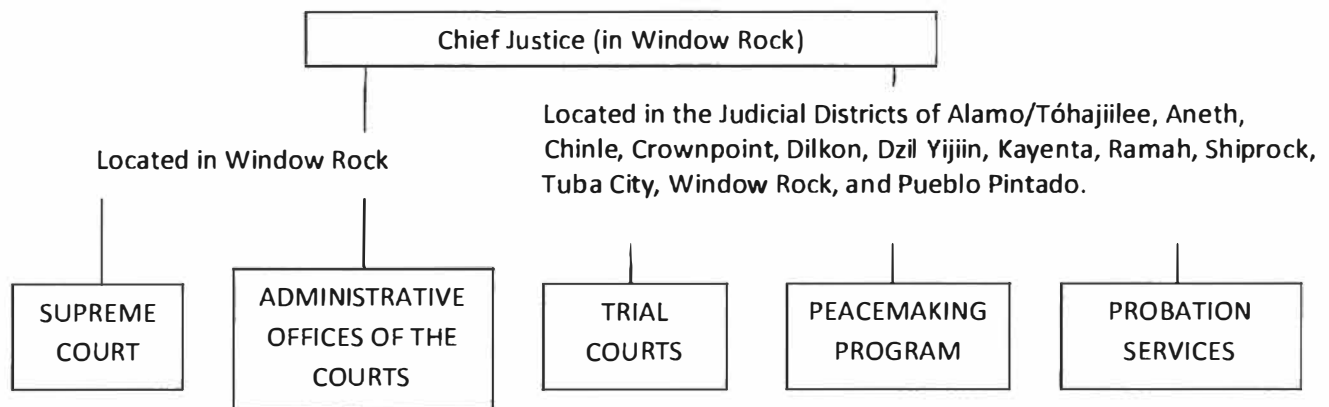 Chief Justice (in Window Rock)
Located in Window Rock
Located in the Judicial Districts of Alamo/Tóhajiilee, Aneth,
Chinle, Crownpoint, Dilkon, Dzil Yijiin, Kayenta, Ramah, Shiprock,
Tuba City, Window Rock, and Pueblo Pintado.
SUPREME
COURT
ADMINISTRATIVE
OFFICES OF THE
COURTS
TRIAL
COURTS
PEACEMAKING
PROGRAM
PROBATION
SERVICES